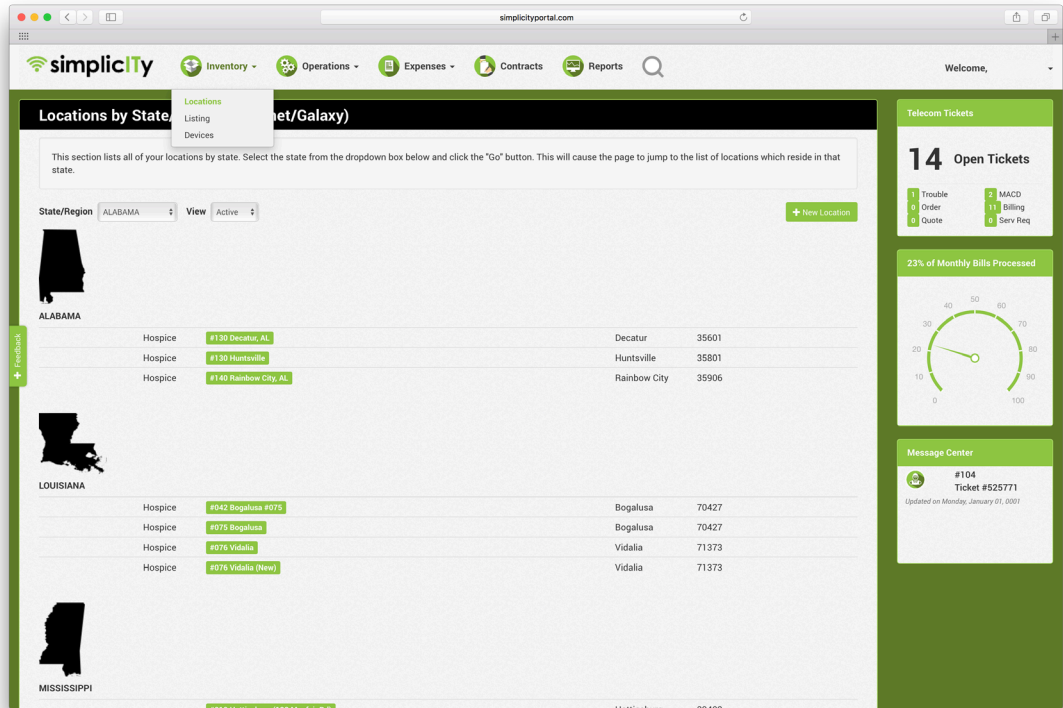 simplicityportal.com
simplicITy
Inventory
Operations
Expenses
Contracts
Reports
Welcome,
Locations
Listing
Devices
Locations by State/ net/Galaxy)
This section lists all of your locations by state. Select the state from the dropdown box below and click the "Go" button. This will cause the page to jump to the list of locations which reside in that
state.
State/Region ALABAMA View Active + New Location
ALABAMA
Hospice #130 Decatur, AL Decatur 35601
Hospice #130 Huntsville Huntsville 35801
Hospice #140 Rainbow City, AL Rainbow City 35906
LOUISIANA
Hospice #042 Bogalusa #075 Bogalusa 70427
Hospice #075 Bogalusa Bogalusa 70427
Hospice #076 Vidalia Vidalia 71373
Hospice #076 Vidalia (New) Vidalia 71373
MISSISSIPPI
+ Feedback
Telecom Tickets
14 Open Tickets
1 Trouble 2 MACD
0 Order 11 Billing
0 Quote 0 Serv Req
23% of Monthly Bills Processed
0 10 20 30 40 50 60 70 80 90 100
Message Center
#104
Ticket #525771
Updated on Monday, January 01, 0001